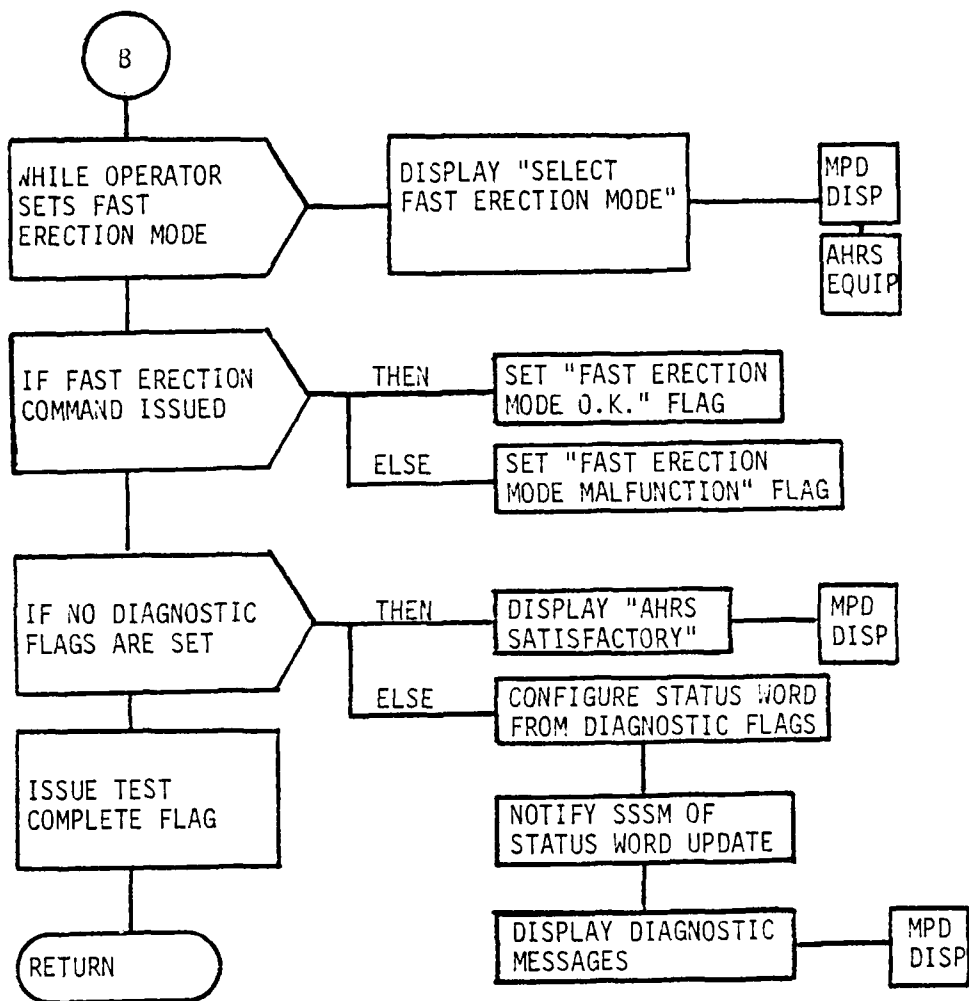 B
WHILE OPERATOR
SETS FAST
ERECTION MODE
DISPLAY "SELECT
FAST ERECTION MODE"
MPD
DISP
AHRS
EQUIP
IF FAST ERECTION
COMMAND ISSUED
THEN
SET "FAST ERECTION
MODE O.K." FLAG
ELSE
SET "FAST ERECTION
MODE MALFUNCTION" FLAG
IF NO DIAGNOSTIC
FLAGS ARE SET
THEN
DISPLAY "AHRS
SATISFACTORY"
MPD
DISP
ELSE
CONFIGURE STATUS WORD
FROM DIAGNOSTIC FLAGS
ISSUE TEST
COMPLETE FLAG
NOTIFY SSSM OF
STATUS WORD UPDATE
DISPLAY DIAGNOSTIC
MESSAGES
MPD
DISP
RETURN